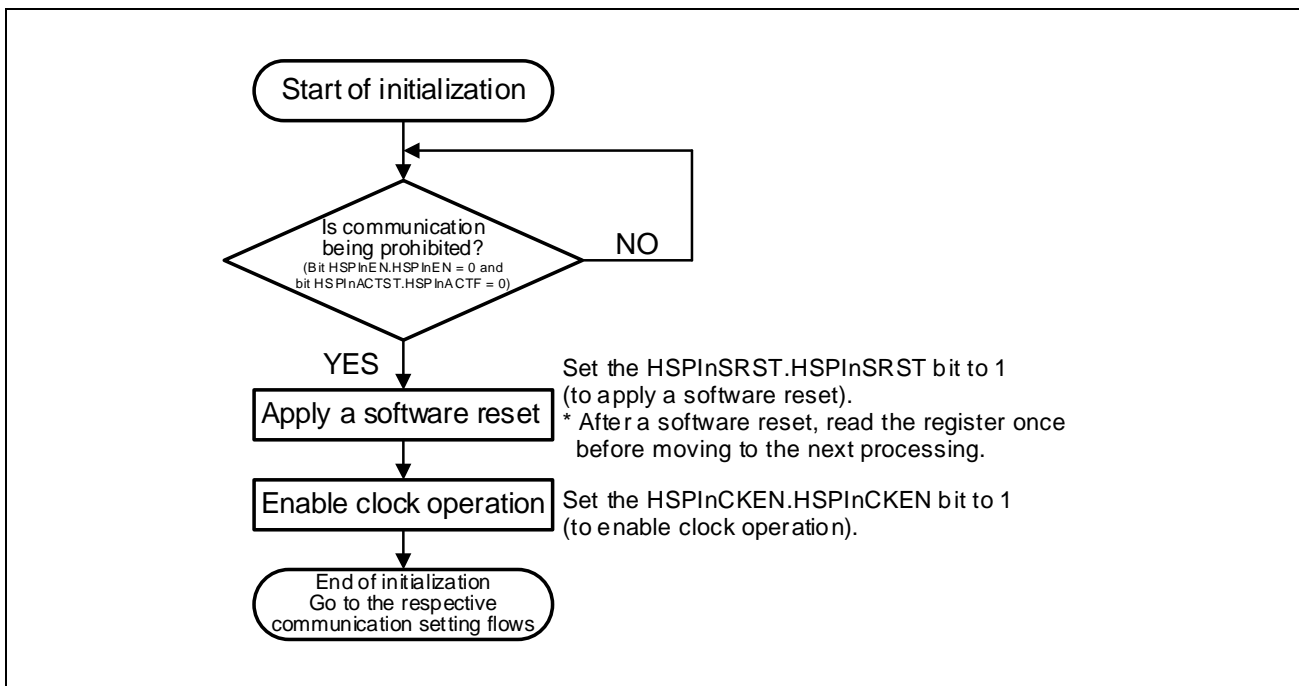 Start of initialization
Is communication
being prohibited?
(Bit HSPInEN.HSPInEN = 0 and
bit HSPInACTST.HSPInACTF = 0)
NO
YES
Set the HSPInSRST.HSPInSRST bit to 1
(to apply a software reset).
Apply a software reset
* After a software reset, read the register once
before moving to the next processing.
Enable clock operation
Set the HSPInCKEN.HSPInCKEN bit to 1
(to enable clock operation).
End of initialization
Go to the respective
communication setting flows